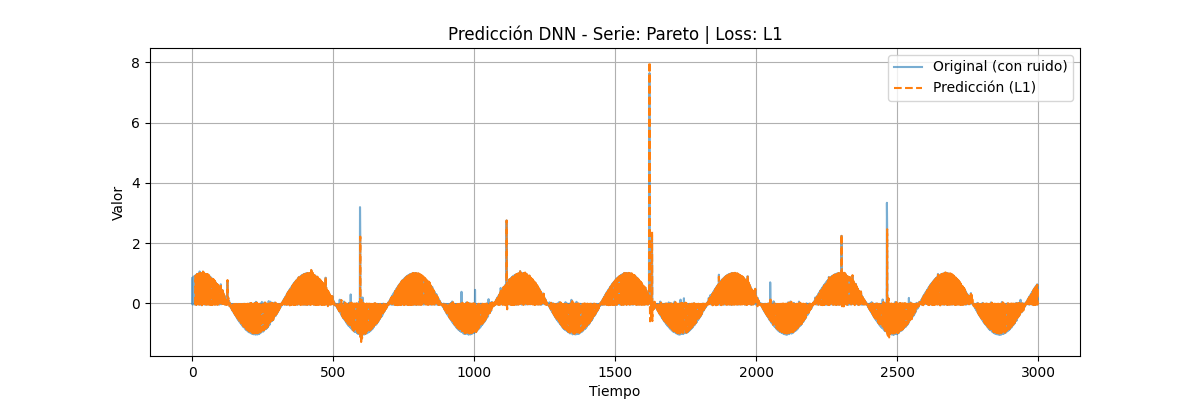 Predicción DNN - Serie: Pareto | Loss: L1
Original (con ruido)
Predicción (L1)
Valor
8
6
4
2
0
0
500
1000
1500
2000
2500
3000
Tiempo